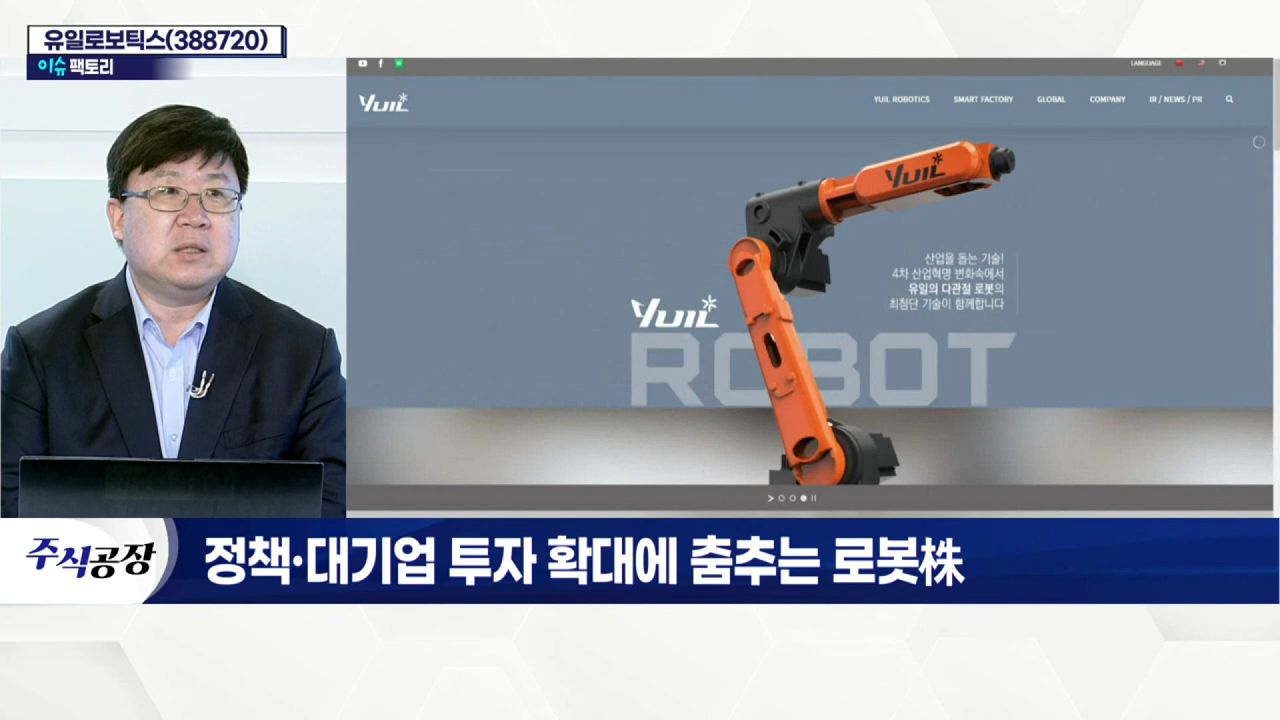 유일로보틱스(388720)
이슈 팩토리
LANGUAGE
YUIL
YUIL ROBOTICS SMART FACTORY GLOBAL COMPANY IR / NEWS / PR
YUIL
산업을 돕는 기술!
4차 산업혁명 변화속에서
유일의 다관절 로봇의
최첨단 기술이 함께합니다
YUIL
ROBOT
주식공장
정책·대기업 투자 확대에 춤추는 로봇株